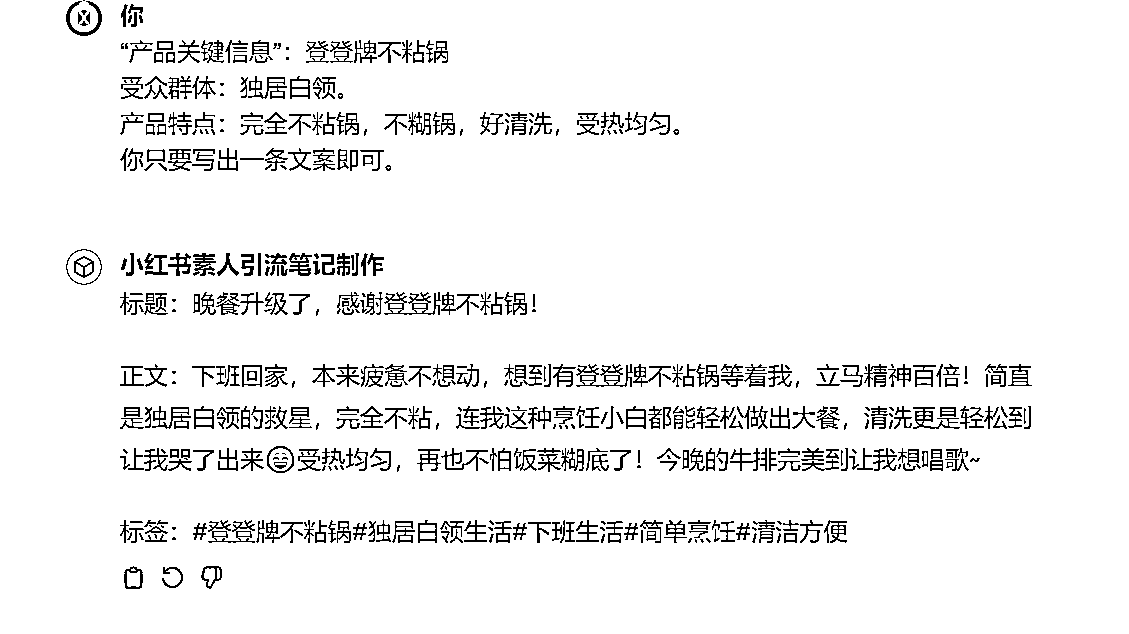 你
“产品关键信息”：登登牌不粘锅
受众群体：独居白领。
产品特点：完全不粘锅，不糊锅，好清洗，受热均匀。
你只要写出一条文案即可。
小红书素人引流笔记制作
标题：晚餐升级了，感谢登登牌不粘锅！
正文：下班回家，本来疲惫不想动，想到有登登牌不粘锅等着我，立马精神百倍！简直
是独居白领的救星，完全不粘，连我这种烹饪小白都能轻松做出大餐，清洗更是轻松到
让我哭了出来😄受热均匀，再也不怕饭菜糊底了！今晚的牛排完美到让我想唱歌~
标签：#登登牌不粘锅#独居白领生活#下班生活#简单烹饪#清洁方便